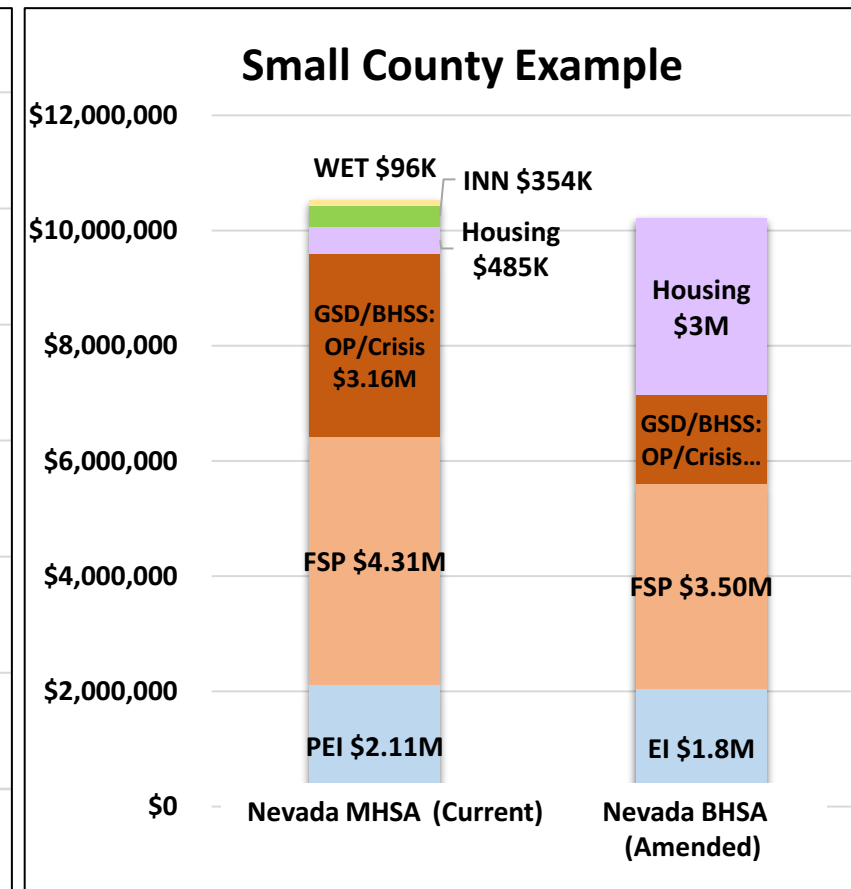 Small County Example
$12,000,000
$10,000,000
$8,000,000
$6,000,000
$4,000,000
$2,000,000
$0
WET $96K
INN $354K
Housing
$485K
GSD/BHSS:
OP/Crisis
$3.16M
FSP $4.31M
PEI $2.11M
Housing
$3M
GSD/BHSS:
OP/Crisis...
FSP $3.50M
EI $1.8M
Nevada MHSA (Current)
Nevada BHSA
(Amended)